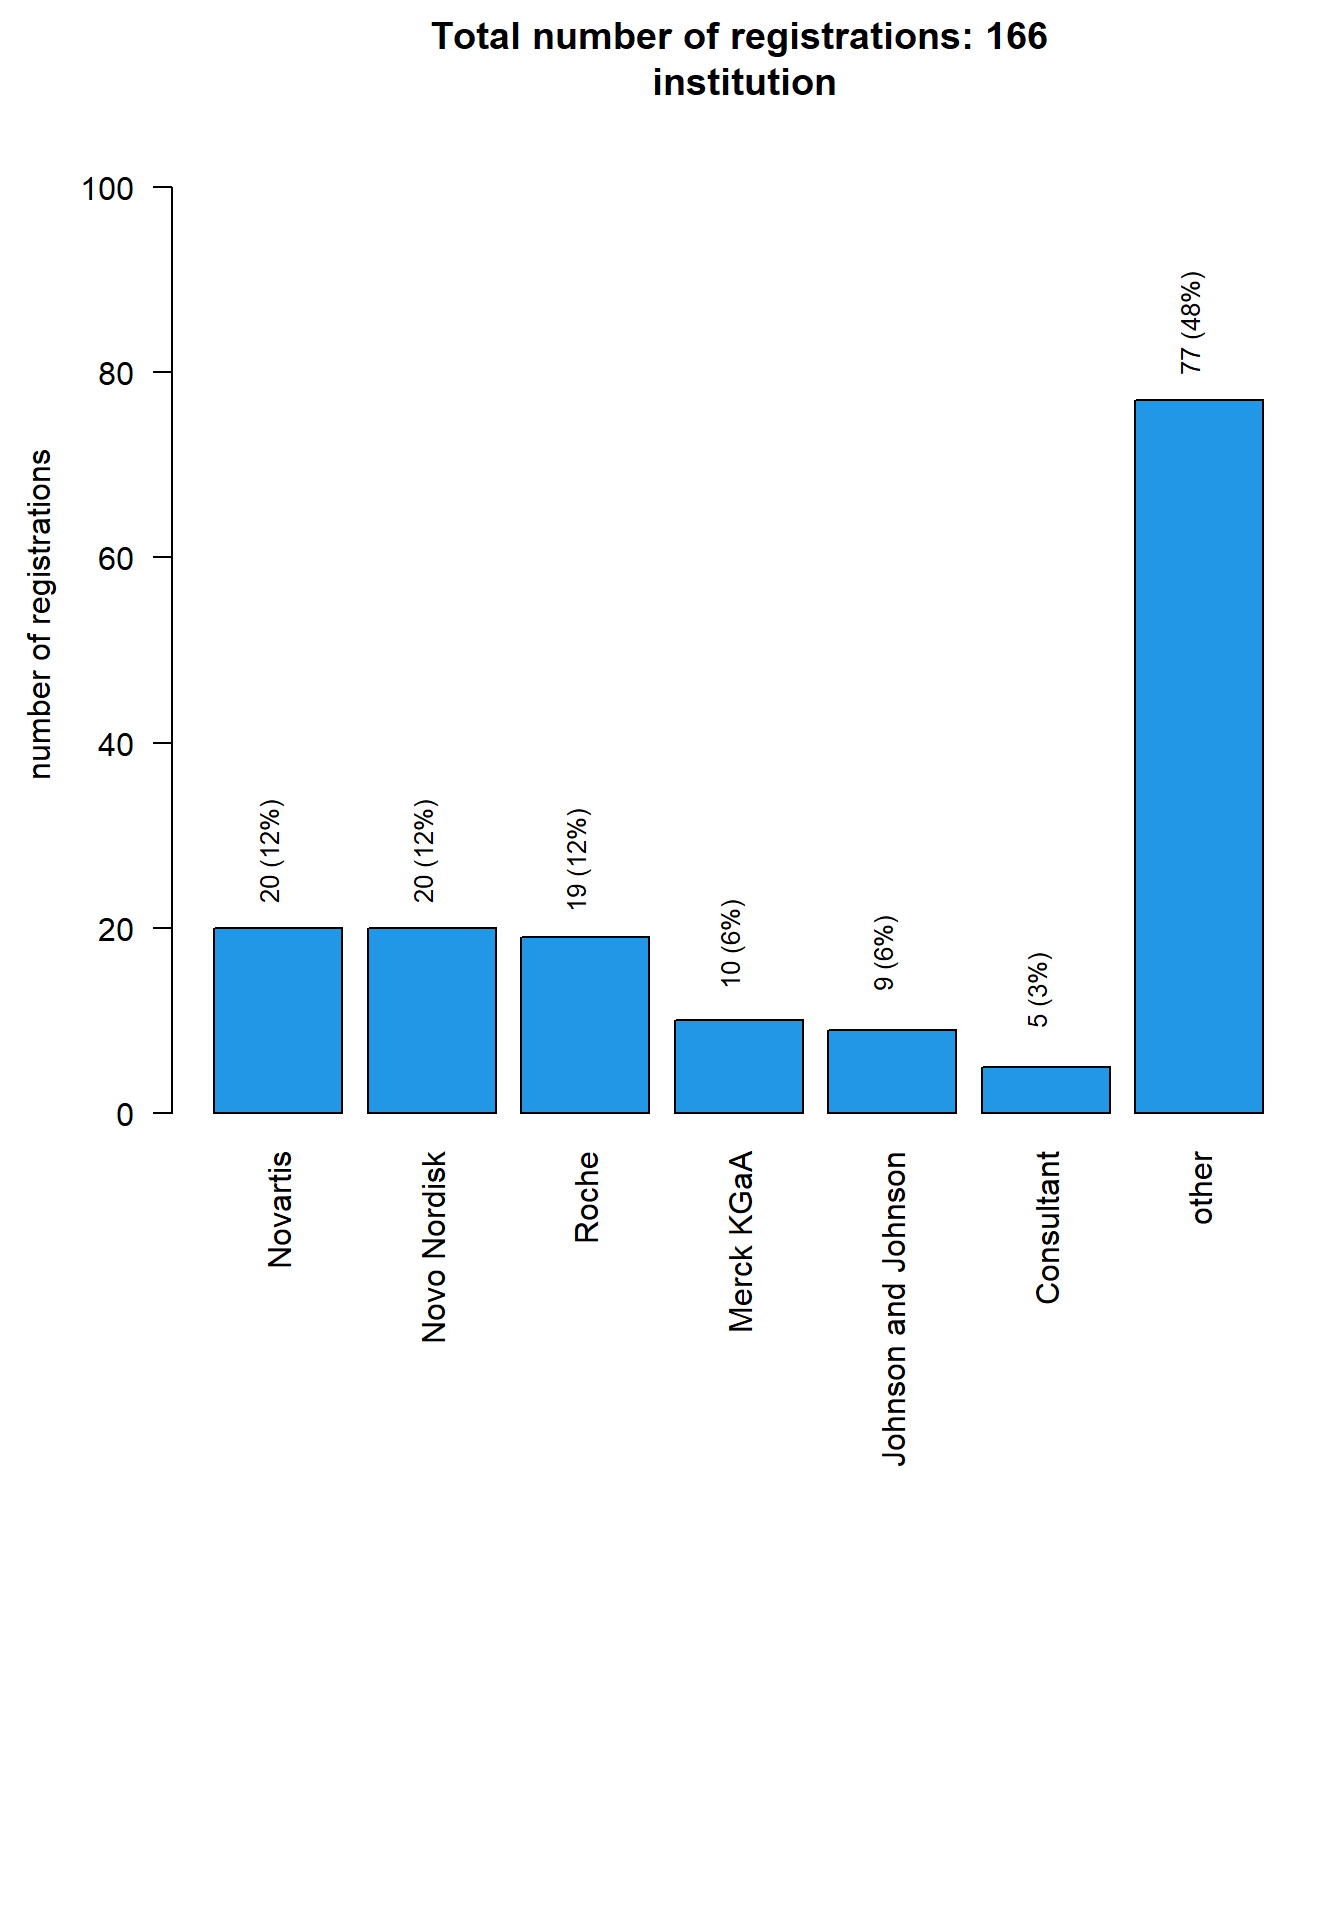 Total number of registrations: 166
institution
number of registrations
100
80
60
40
20
0
20 (12%)
20 (12%)
19 (12%)
10 (6%)
9 (6%)
5 (3%)
77 (48%)
Novartis
Novo Nordisk
Roche
Merck KGaA
Johnson and Johnson
Consultant
other